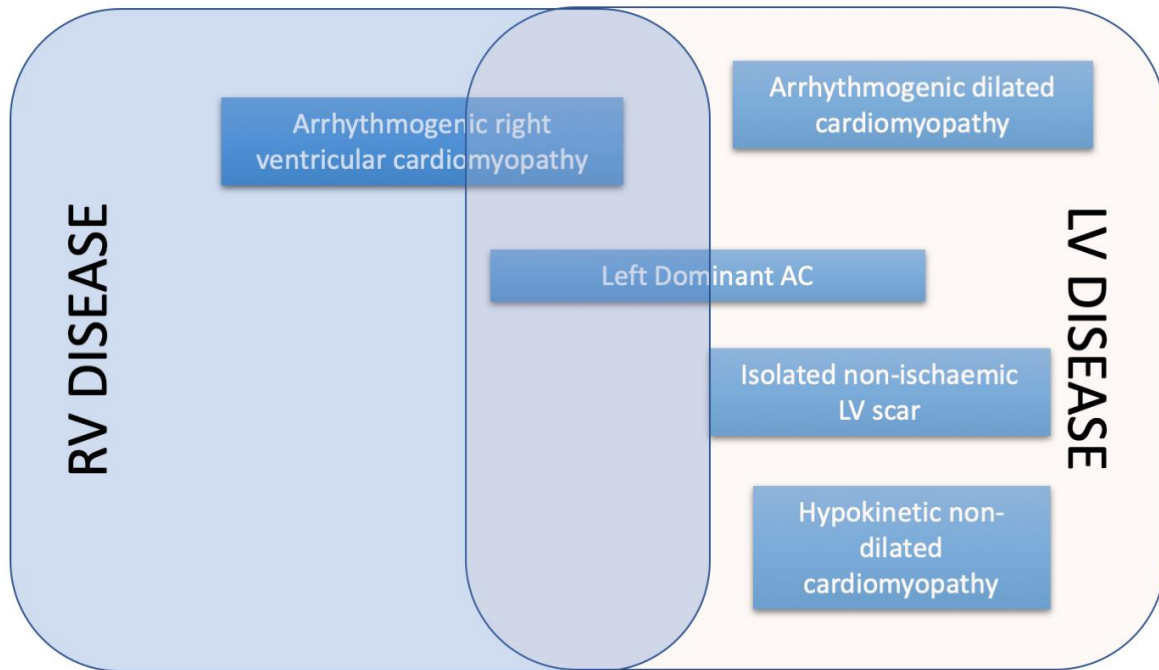 RV DISEASE
Arrhythmogenic right
ventricular cardiomyopathy
Arrhythmogenic dilated
cardiomyopathy
Left Dominant AC
Isolated non-ischaemic
LV scar
Hypokinetic non-
dilated
cardiomyopathy
LV DISEASE